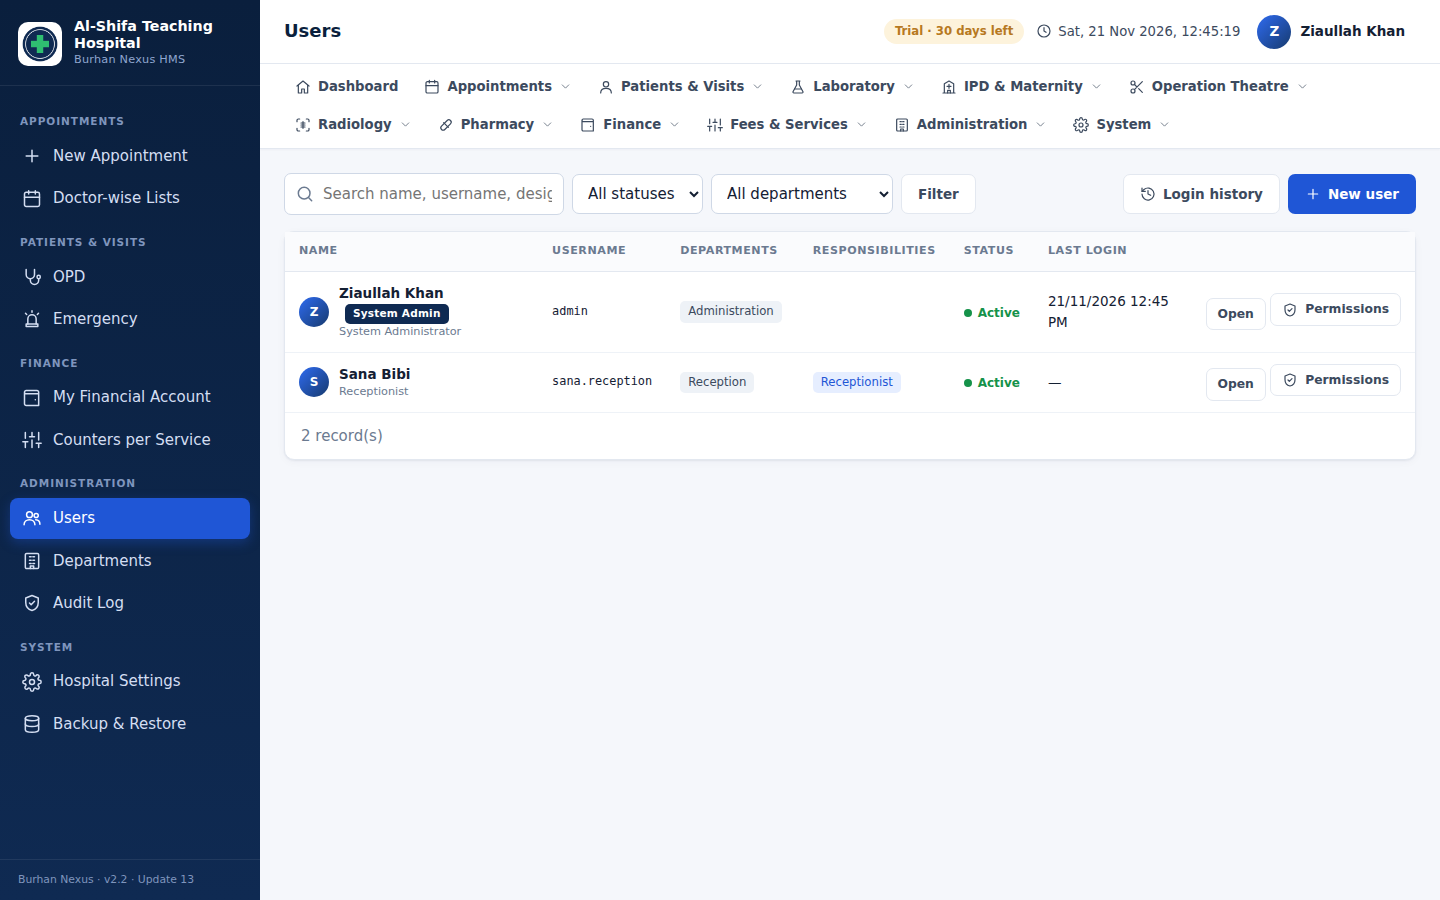 Al-Shifa Teaching
Hospital
Burhan Nexus HMS
APPOINTMENTS
New Appointment
Doctor-wise Lists
PATIENTS & VISITS
OPD
Emergency
FINANCE
My Financial Account
Counters per Service
ADMINISTRATION
Users
Departments
Audit Log
SYSTEM
Hospital Settings
Backup & Restore
Burhan Nexus · v2.2 · Update 13
Users
Trial · 30 days left
Sat, 21 Nov 2026, 12:45:19
Z
Ziaullah Khan
Dashboard
Appointments
Patients & Visits
Laboratory
IPD & Maternity
Operation Theatre
Radiology
Pharmacy
Finance
Fees & Services
Administration
System
Search name, username, desig
All statuses
All departments
Filter
Login history
New user
NAME USERNAME DEPARTMENTS RESPONSIBILITIES STATUS LAST LOGIN
Z
Ziaullah Khan
System Admin
System Administrator
admin
Administration
Active
21/11/2026 12:45
PM
Open
Permissions
S
Sana Bibi
Receptionist
sana.reception
Reception
Receptionist
Active
—
Open
Permissions
2 record(s)